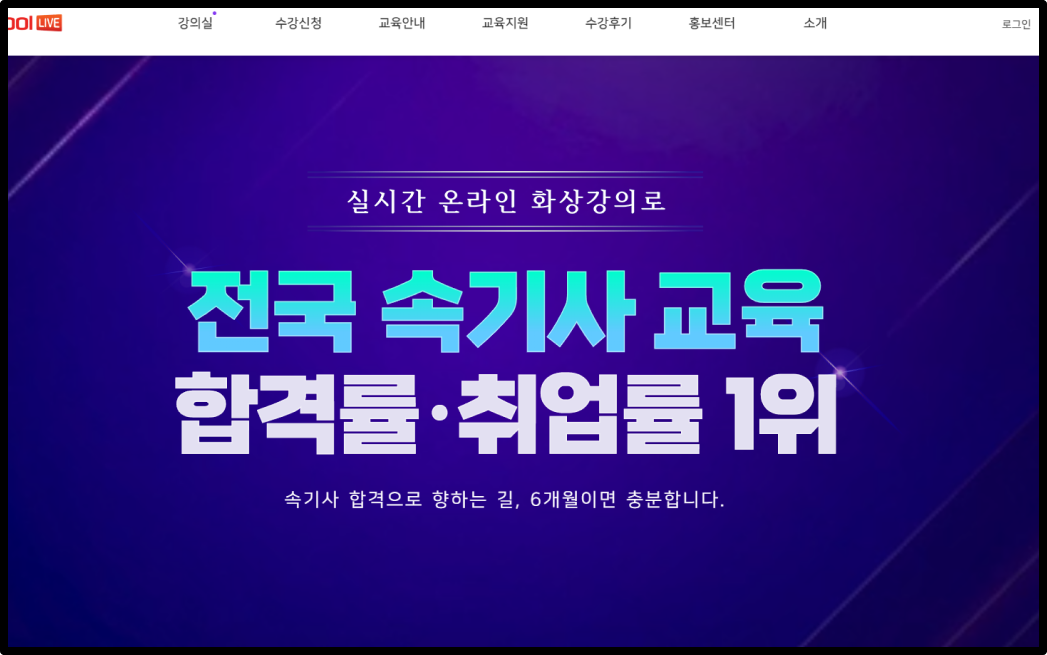 ool LIVE 강의실 수강신청 교육안내 교육지원 수강후기 홍보센터 소개 로그인
실시간 온라인 화상강의로
전국 속기사 교육
합격률·취업률 1위
속기사 합격으로 향하는 길, 6개월이면 충분합니다.